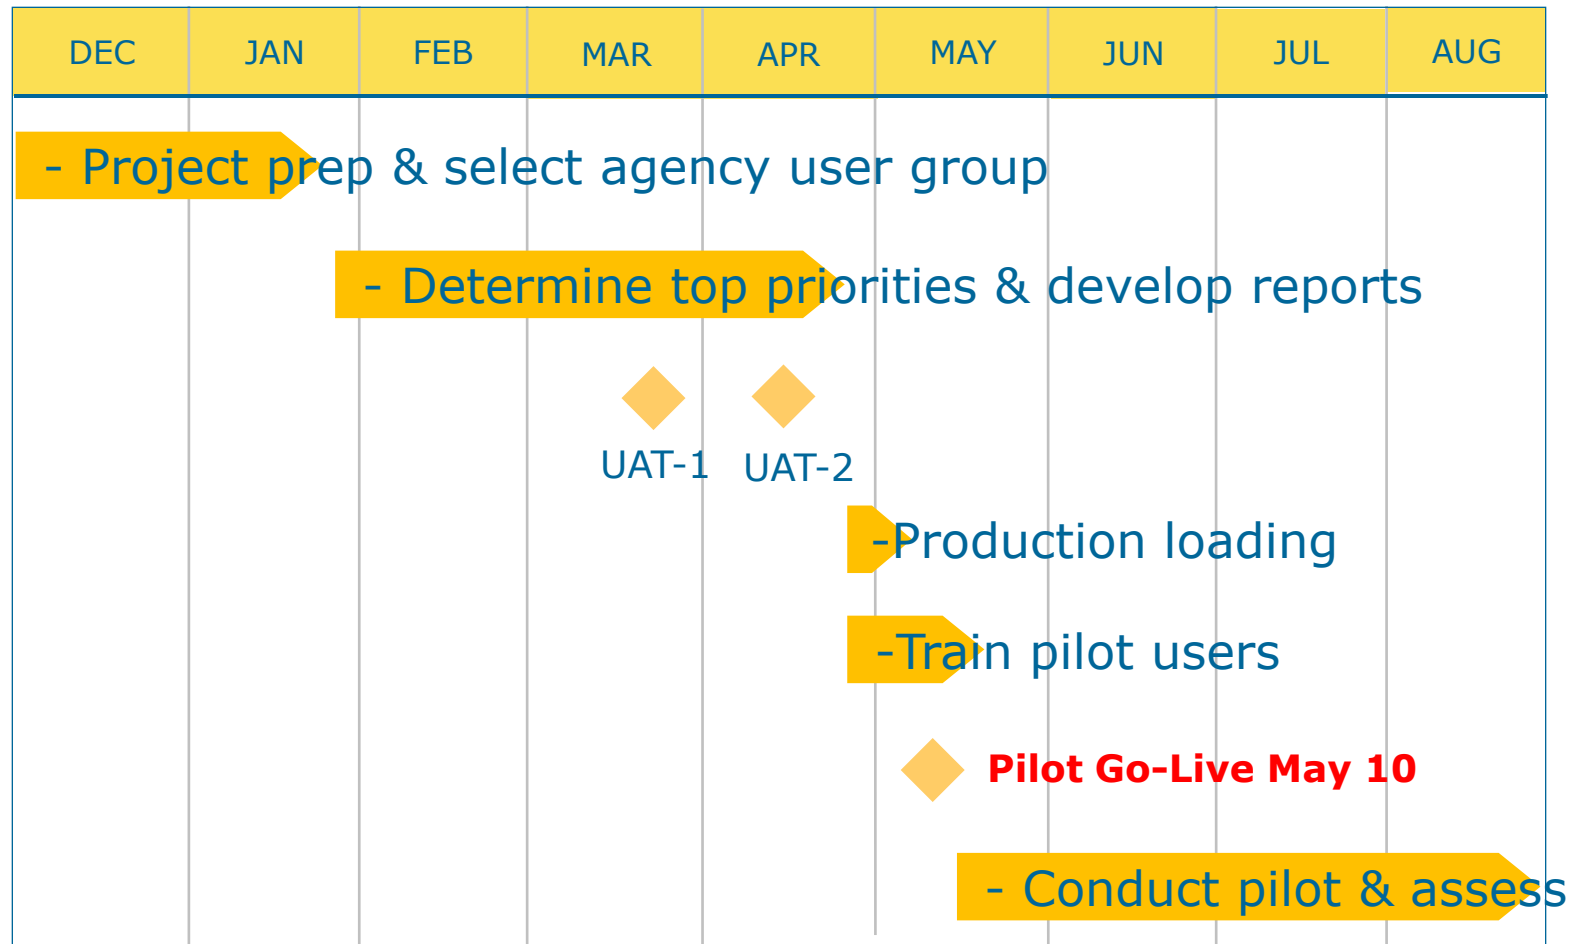 DEC JAN FEB MAR APR MAY JUN JUL AUG
- Project prep & select agency user group
- Determine top priorities & develop reports
UAT-1 UAT-2
-Production loading
-Train pilot users
Pilot Go-Live May 10
- Conduct pilot & assess